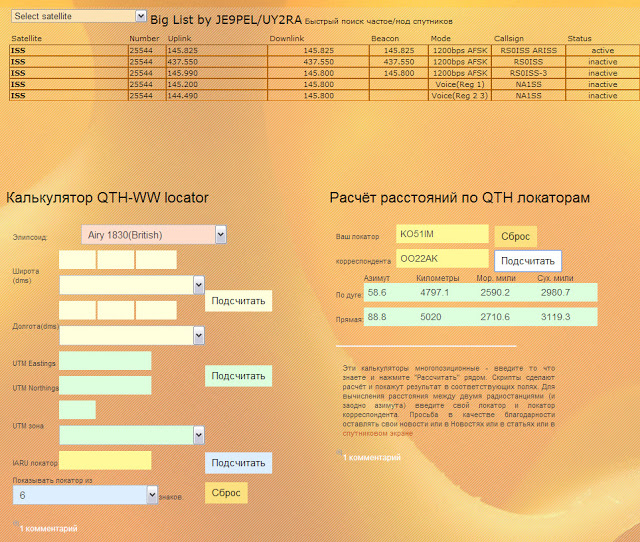 Select satellite Big List by JE9PEL/UY2RA Быстрый поиск частое/нод спутников
Satellite Number Uplink Downlink Beacon Mode Callsign Status
ISS 25544 145.825 145.825 145.825 1200bps AFSK RS0ISS ARISS active
ISS 25544 437.550 437.550 437.550 1200bps AFSK RS0ISS inactive
ISS 25544 145.990 145.800 145.800 1200bps AFSK RS0ISS-3 inactive
ISS 25544 145.200 145.800 Voice(Reg 1) NA1SS inactive
ISS 25544 144.490 145.800 Voice(Reg 2 3) NA1SS inactive
Калькулятор QTH-WW locator
Элипсоид: Airy 1830(British)
Широта
(dms)
Подсчитать
Долгота(dms)
UTM Eastings
Подсчитать
UTM Northings
UTM зона
IARU локатор Подсчитать
Показывать локатор из
6 знаков Сброс
1 комментарий
Расчёт расстояний по QTH локаторам
Ваш локатор KO51IM Сброс
корреспондента OO22AK Подсчитать
Азимут Километры Мор. мили Сух. мили
По дуге: 58.6 4797.1 2590.2 2980.7
Прямая: 88.8 5020 2710.6 3119.3
Эти калькуляторы многопозиционные - введите то что
знаете и нажмите "Рассчитать" рядом. Скрипты сделают
расчёт и покажут результат в соответствующих полях. Для
вычисления расстояния между двумя радиостанциями (и
заодно азимута) введите свой локатор и локатор
корреспондента. Просьба в качестве благодарности
оставлять свои новости или в Новостях или в статьях или в
спутниковом экране
1 комментарий